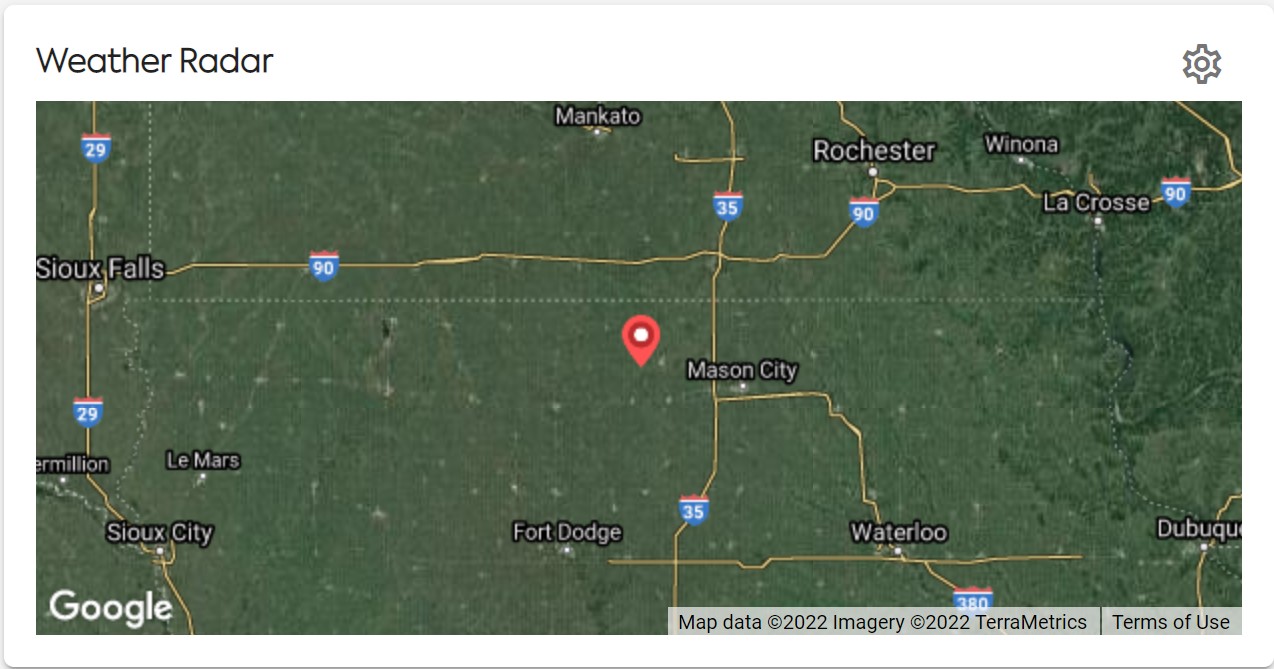 Weather Radar
Mankato
29
Rochester
Winona
35
90
La Crosse
90
Sioux Falls
90
Mason City
29
ermillion
Le Mars
35
Sioux City
Fort Dodge
Waterloo
Dubuqu
380
Google
Map data ©2022 Imagery ©2022 TerraMetrics
Terms of Use